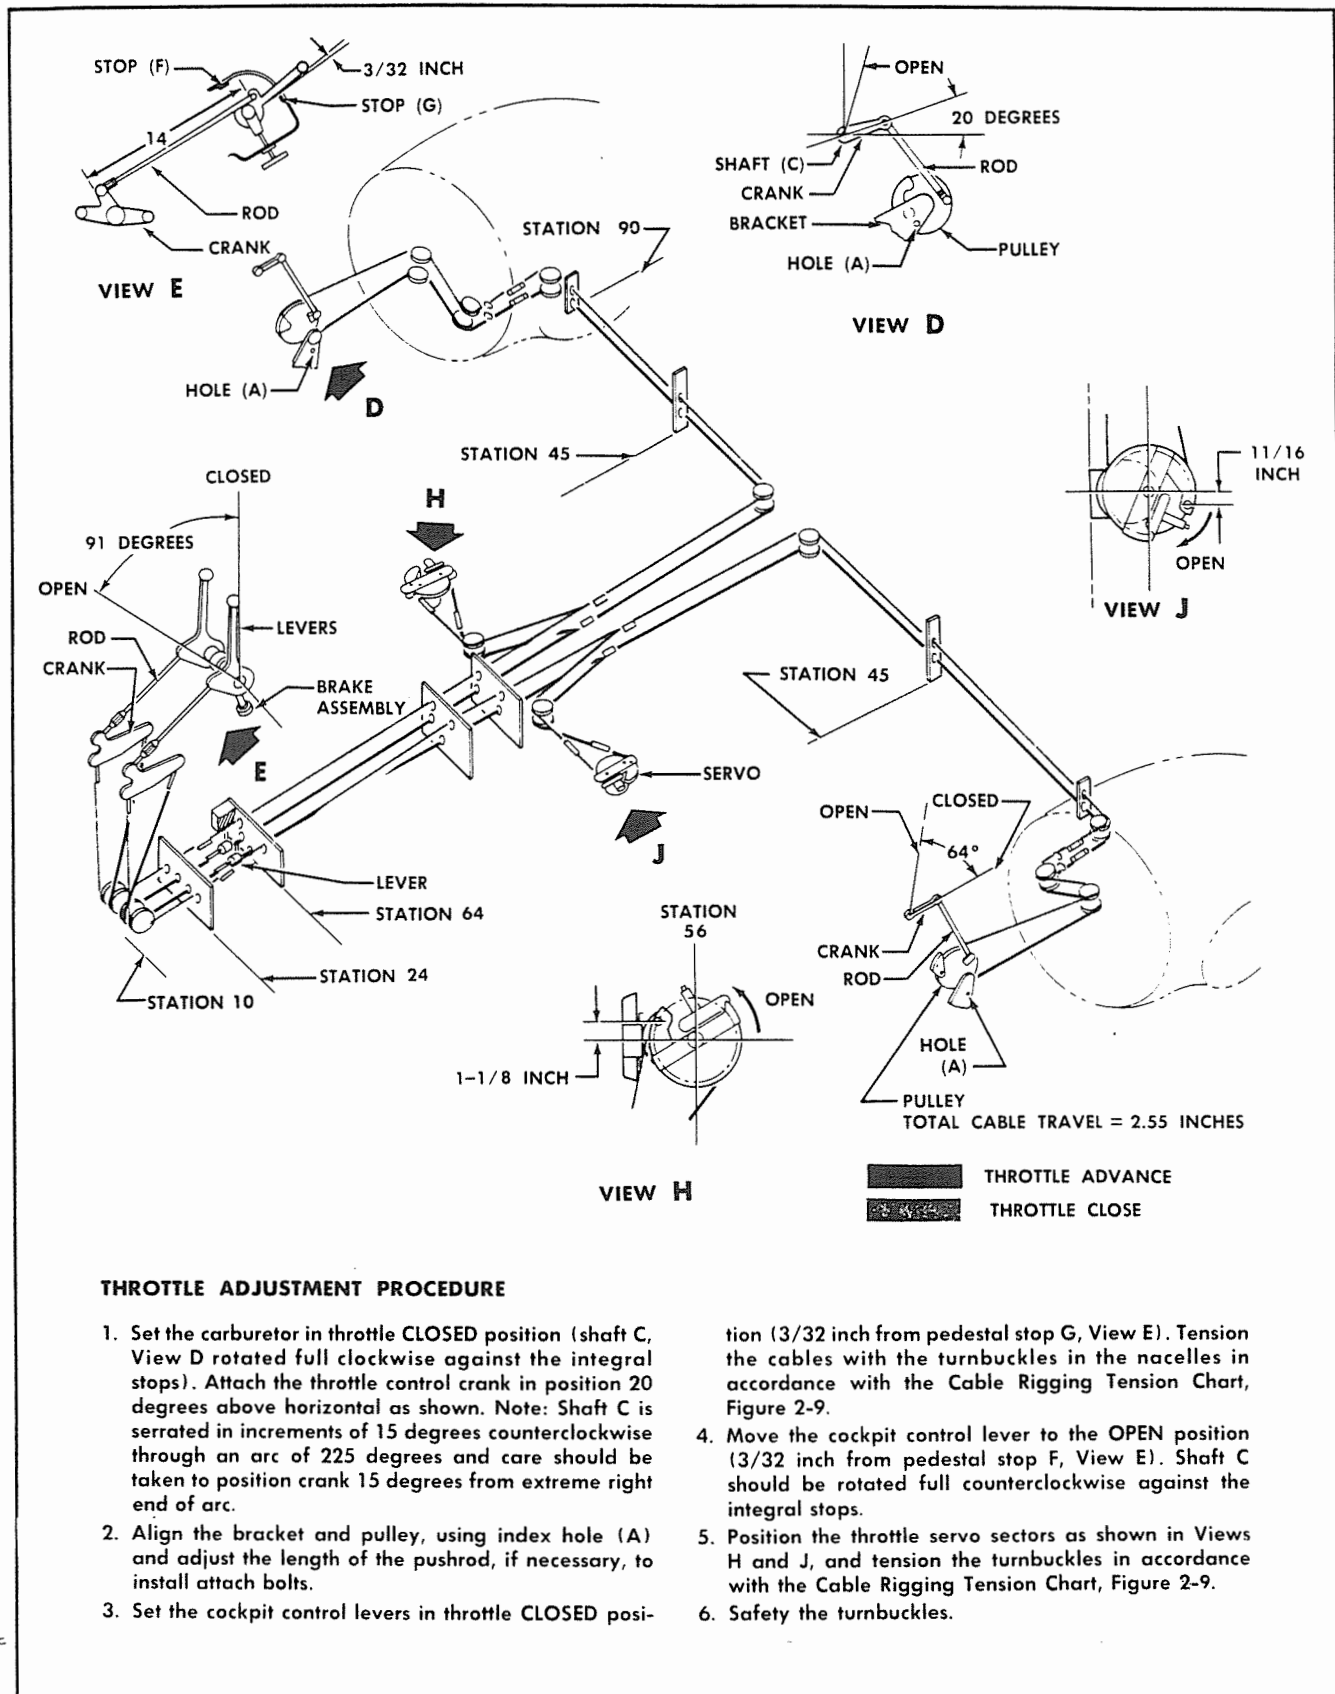 STOP (F)
3/32 INCH
STOP (G)
14
ROD
CRANK
VIEW E
OPEN
20 DEGREES
SHAFT (C)
ROD
CRANK
BRACKET
HOLE (A)
PULLEY
VIEW D
STATION 90
HOLE (A)
D
STATION 45
11/16
INCH
OPEN
VIEW J
CLOSED
91 DEGREES
OPEN
ROD
CRANK
LEVERS
BRAKE
ASSEMBLY
E
H
STATION 45
SERVO
J
LEVER
STATION 64
STATION 24
STATION 10
OPEN
CLOSED
64°
CRANK
ROD
HOLE
(A)
PULLEY
TOTAL CABLE TRAVEL = 2.55 INCHES
STATION
56
OPEN
1-1/8 INCH
VIEW H
THROTTLE ADVANCE
THROTTLE CLOSE
THROTTLE ADJUSTMENT PROCEDURE
1. Set the carburetor in throttle CLOSED position (shaft C,
View D rotated full clockwise against the integral
stops). Attach the throttle control crank in position 20
degrees above horizontal as shown. Note: Shaft C is
serrated in increments of 15 degrees counterclockwise
through an arc of 225 degrees and care should be
taken to position crank 15 degrees from extreme right
end of arc.
2. Align the bracket and pulley, using index hole (A)
and adjust the length of the pushrod, if necessary, to
install attach bolts.
3. Set the cockpit control levers in throttle CLOSED posi-
tion (3/32 inch from pedestal stop G, View E). Tension
the cables with the turnbuckles in the nacelles in
accordance with the Cable Rigging Tension Chart,
Figure 2-9.
4. Move the cockpit control lever to the OPEN position
(3/32 inch from pedestal stop F, View E). Shaft C
should be rotated full counterclockwise against the
integral stops.
5. Position the throttle servo sectors as shown in Views
H and J, and tension the turnbuckles in accordance
with the Cable Rigging Tension Chart, Figure 2-9.
6. Safety the turnbuckles.